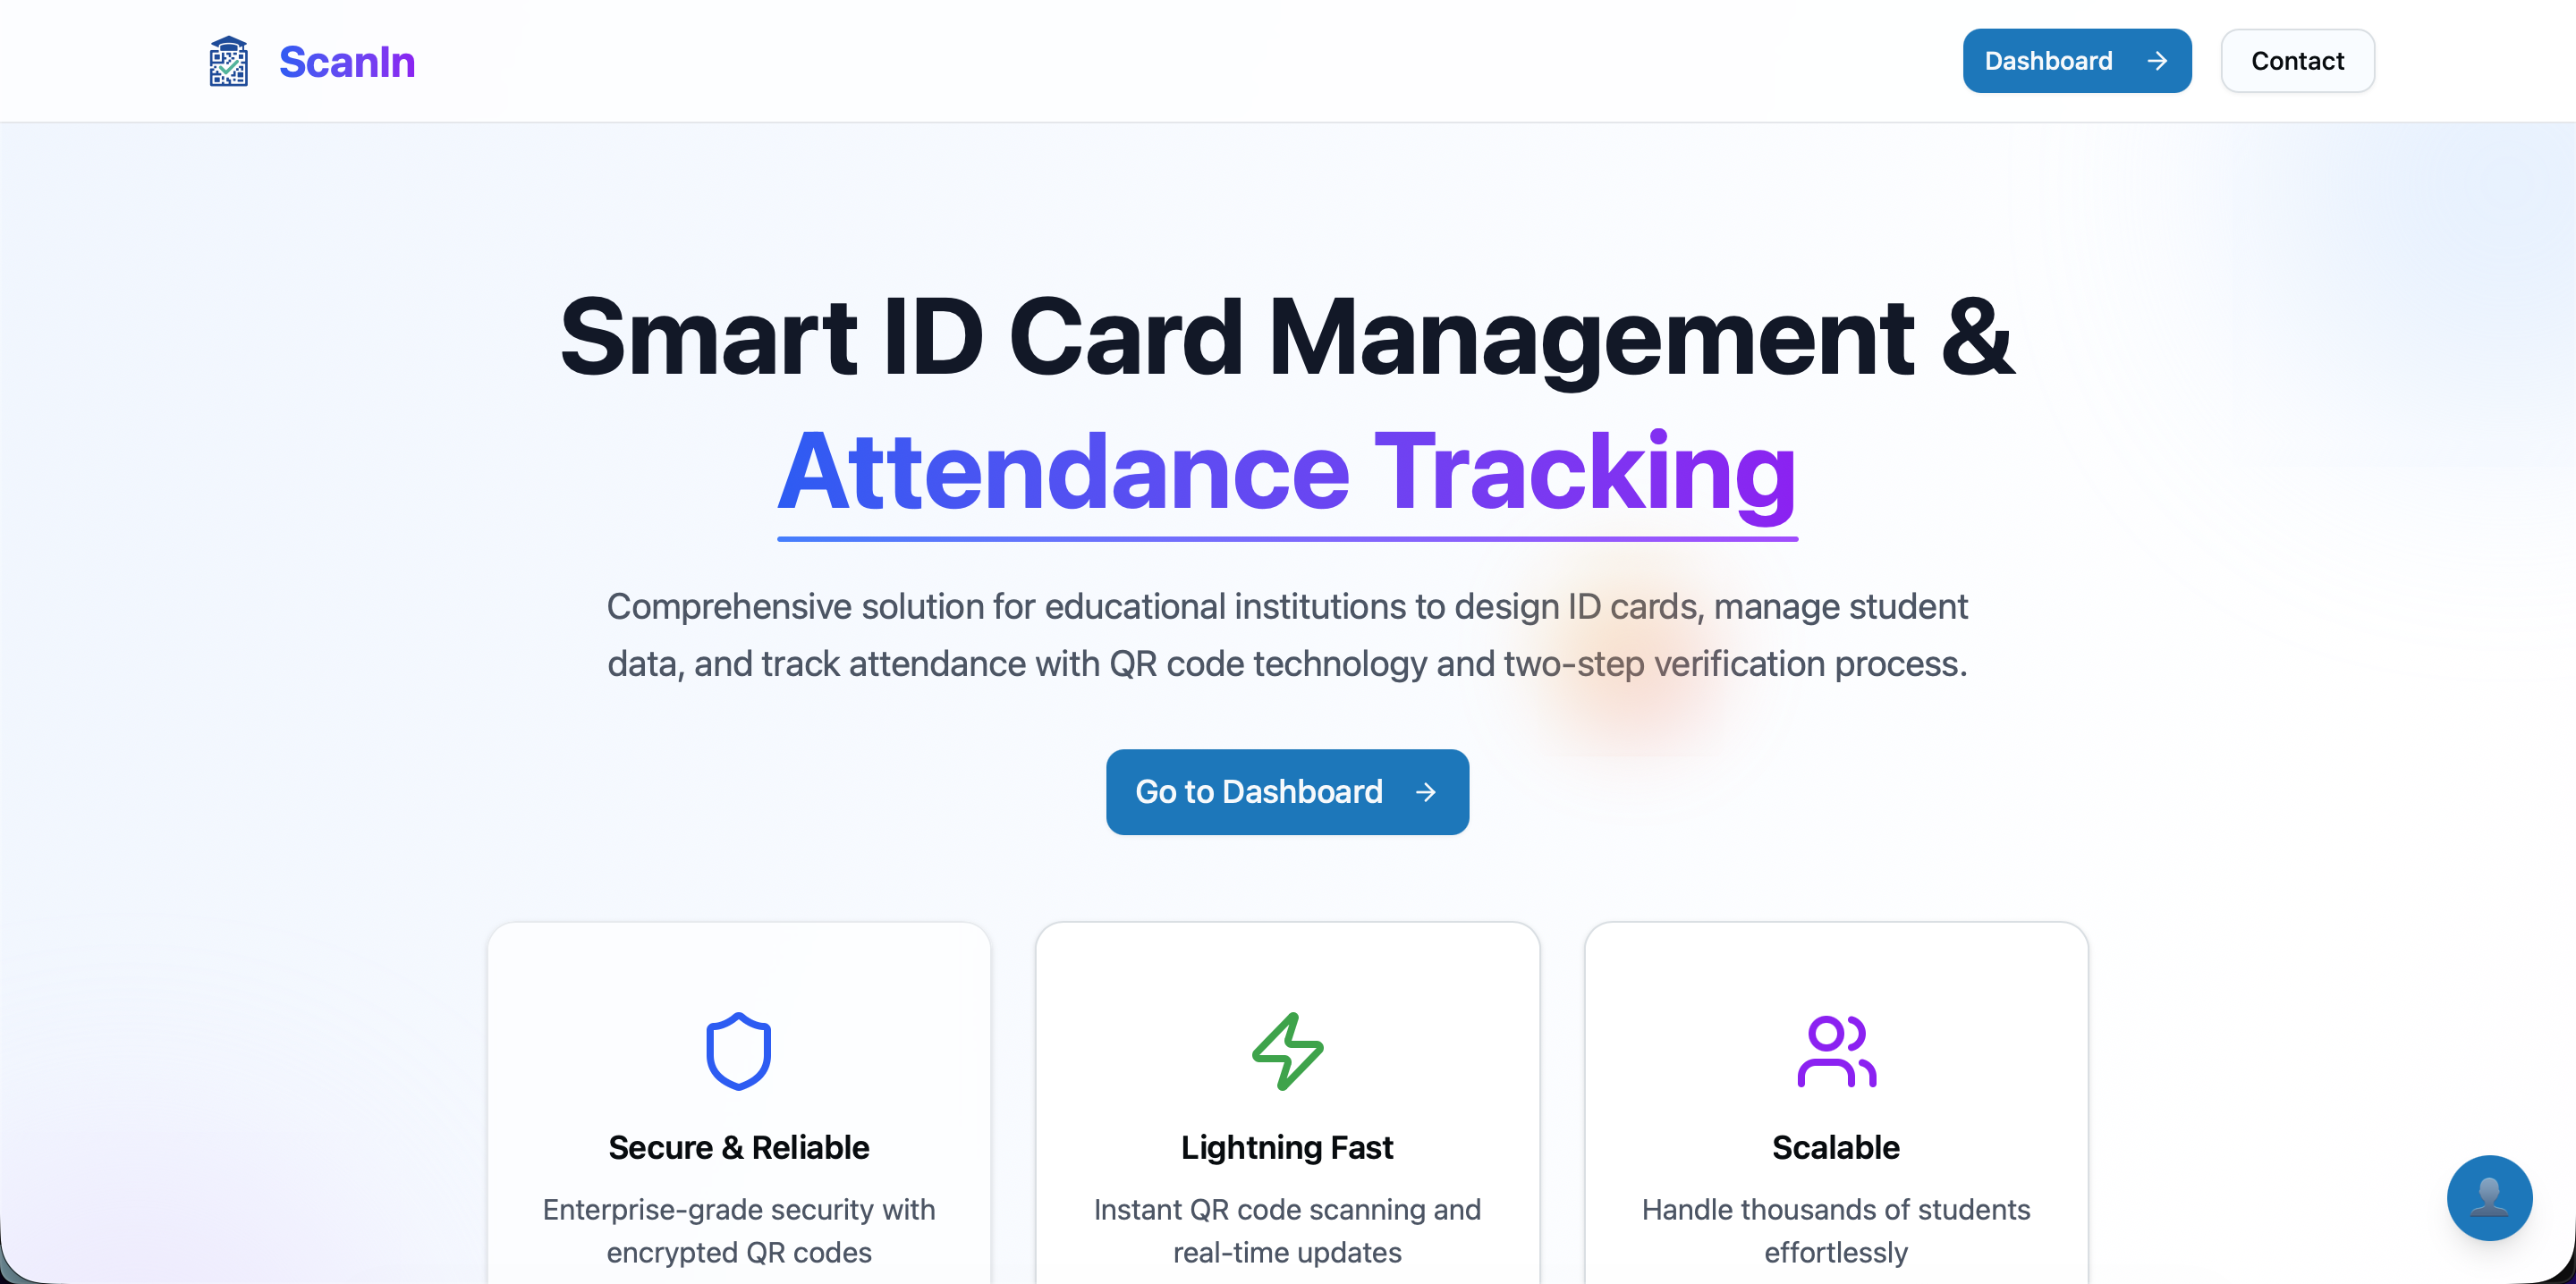 ScanIn
Dashboard
Contact
Smart ID Card Management &
Attendance Tracking
Comprehensive solution for educational institutions to design ID cards, manage student
data, and track attendance with QR code technology and two-step verification process.
Go to Dashboard
Secure & Reliable
Enterprise-grade security with
encrypted QR codes
Lightning Fast
Instant QR code scanning and
real-time updates
Scalable
Handle thousands of students
effortlessly